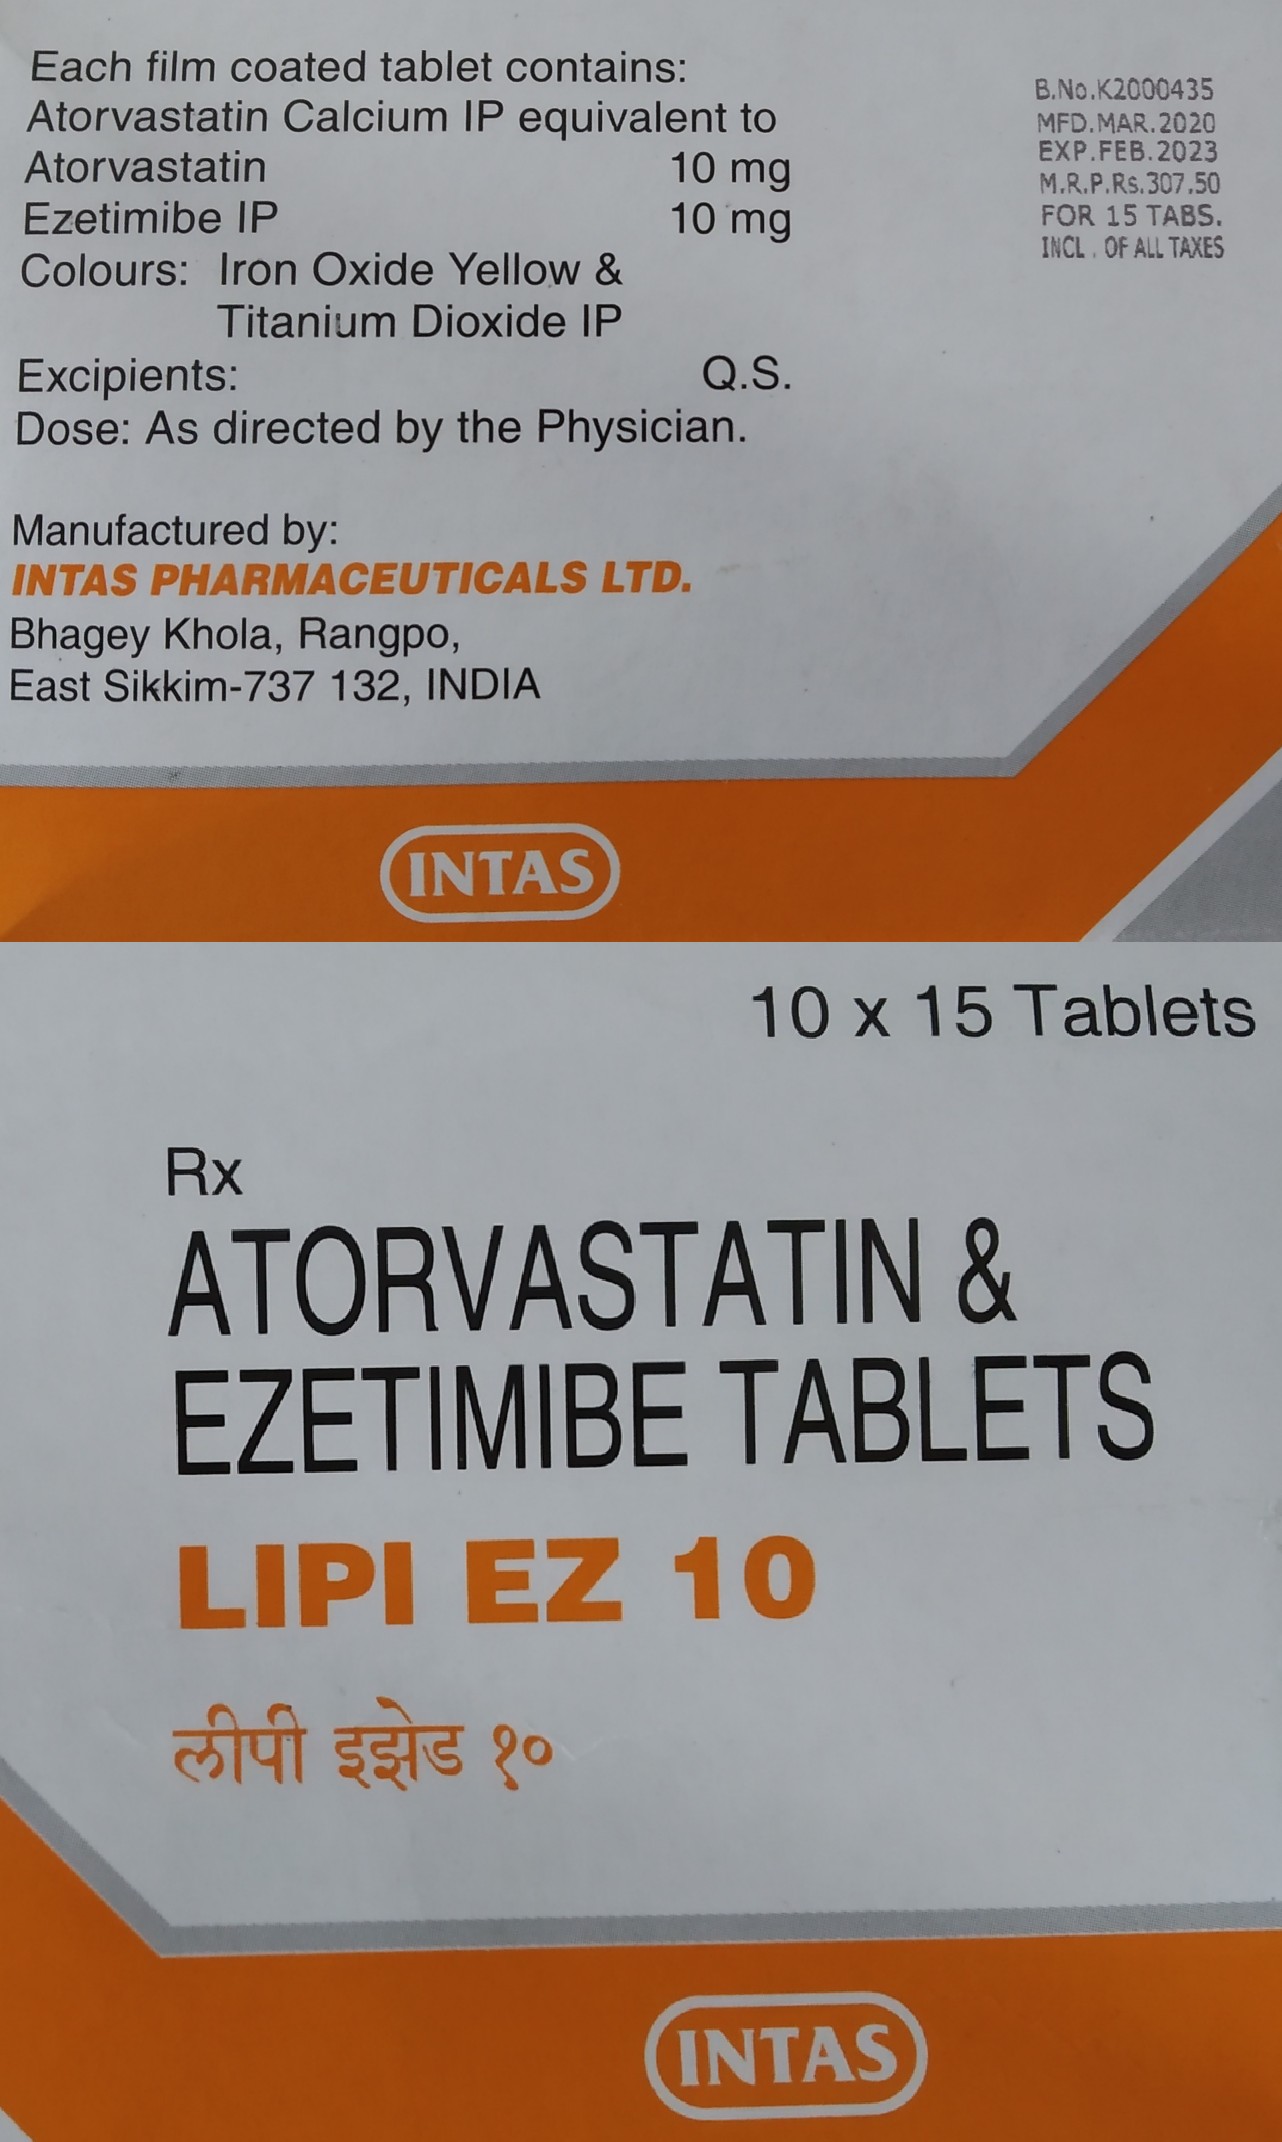 Each film coated tablet contains:
Atorvastatin Calcium IP equivalent to
Atorvastatin 10 mg
Ezetimibe IP 10 mg
Colours: Iron Oxide Yellow &
Titanium Dioxide IP
Excipients: Q.S.
Dose: As directed by the Physician.
B.No.K2000435
MFD.MAR.2020
EXP.FEB.2023
M.R.P.Rs.307.50
FOR 15 TABS.
INCL. OF ALL TAXES
Manufactured by:
INTAS PHARMACEUTICALS LTD.
Bhagey Khola, Rangpo,
East Sikkim-737 132, INDIA
INTAS
10 x 15 Tablets
Rx
ATORVASTATIN &
EZETIMIBE TABLETS
LIPI EZ 10
लीपी इझेड १०
INTAS